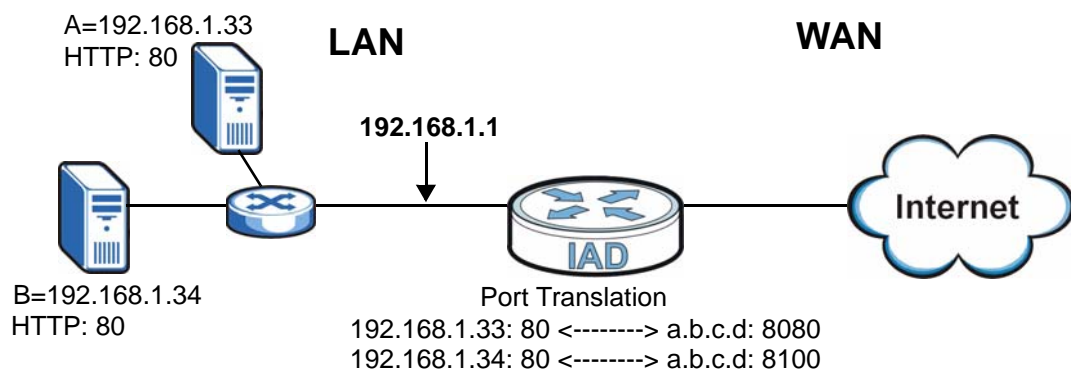 A=192.168.1.33
HTTP: 80
LAN
WAN
192.168.1.1
IAD
Internet
B=192.168.1.34
HTTP: 80
Port Translation
192.168.1.33: 80 <--------> a.b.c.d: 8080
192.168.1.34: 80 <--------> a.b.c.d: 8100